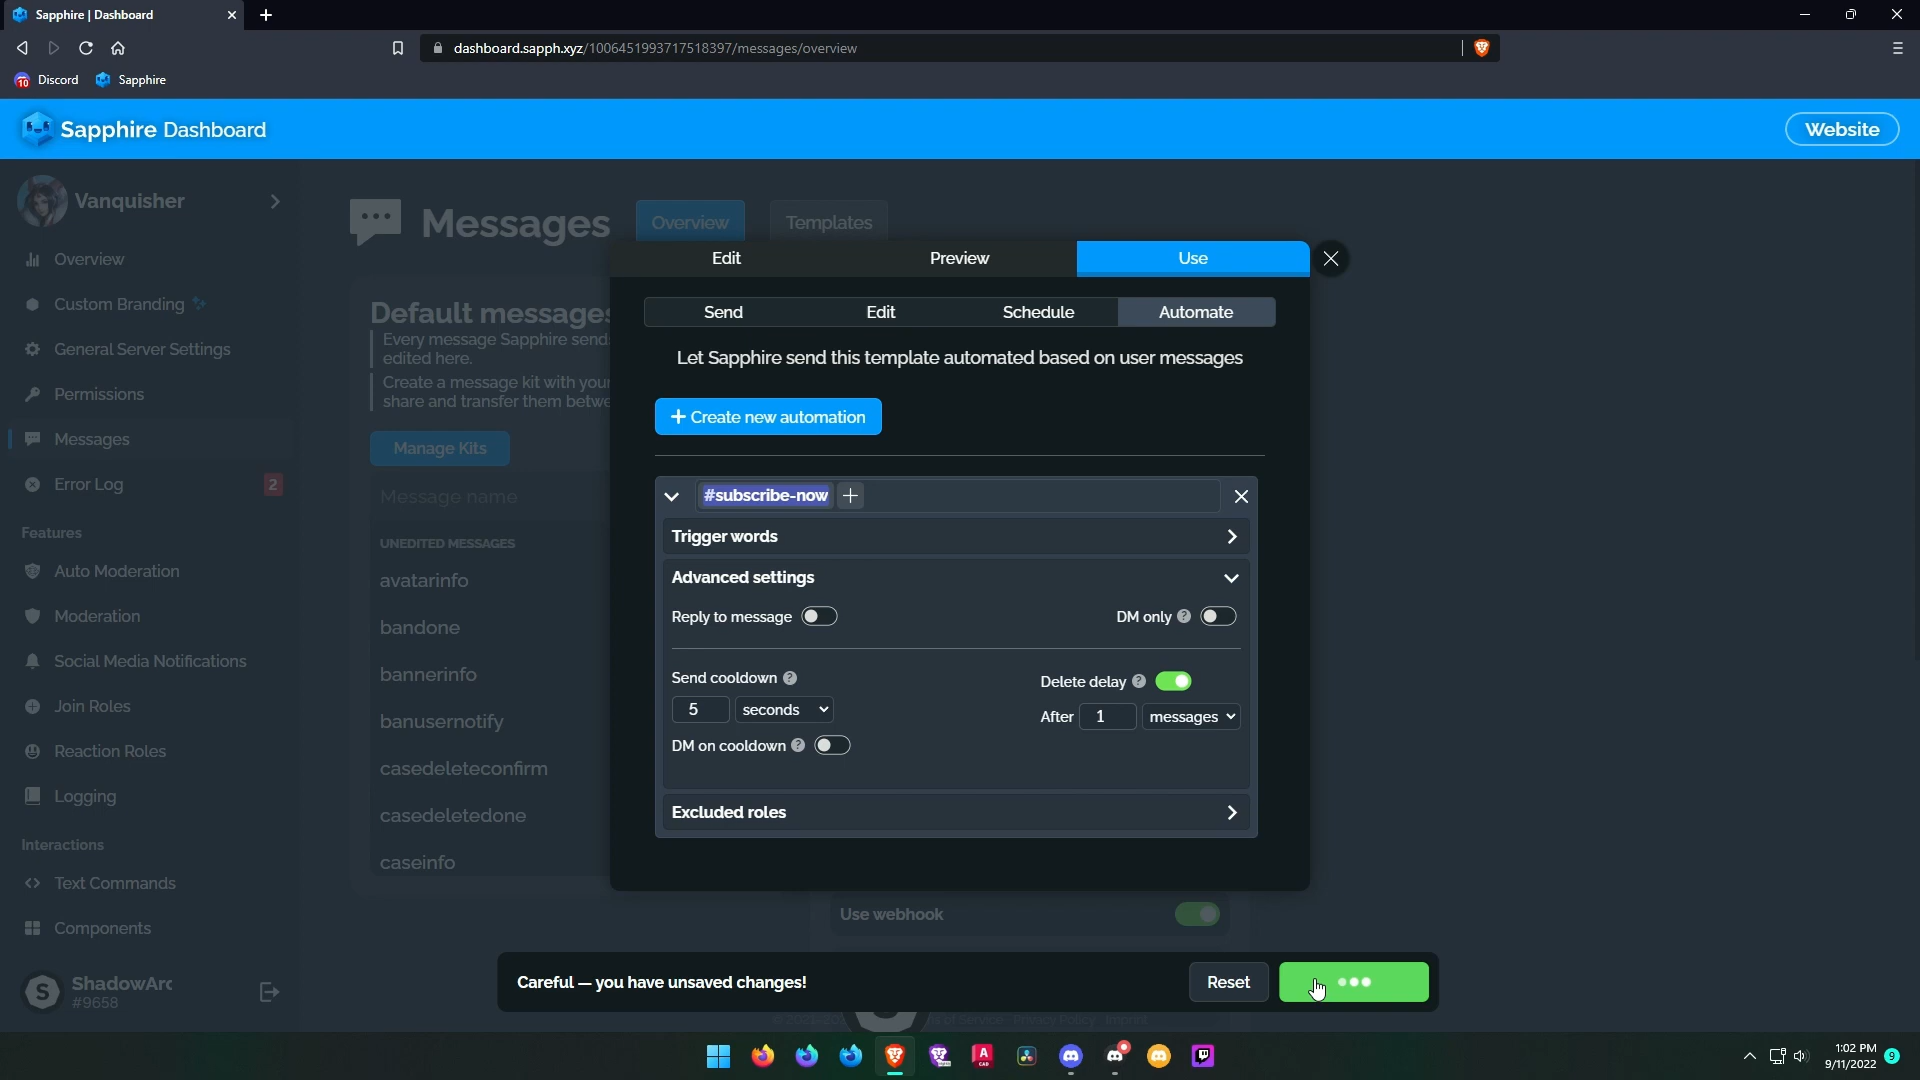 Sapphire | Dashboard
dashboard.sapph.xyz/1006451993717518397/messages/overview
10
Discord
Sapphire
Sapphire Dashboard
Website
Vanquisher
Overview
Custom Branding
General Server Settings
Permissions
Messages
Error Log
2
Features
Auto Moderation
Moderation
Social Media Notifications
Join Roles
Reaction Roles
Logging
Interactions
Text Commands
Components
S
ShadowArc
#9658
Messages
Overview
Templates
Default messages
Every message Sapphire send
edited here.
Create a message kit with you
share and transfer them betwe
Manage Kits
Message name
UNEDITED MESSAGES
avatarinfo
bandone
bannerinfo
banusernotify
casedeleteconfirm
casedeletedone
caseinfo
Edit
Preview
Use
Send
Edit
Schedule
Automate
Let Sapphire send this template automated based on user messages
+ Create new automation
#subscribe-now
Trigger words
Advanced settings
Reply to message
DM only
Send cooldown
5
seconds
DM on cooldown
Delete delay
After
1
messages
Excluded roles
Use webhook
Careful — you have unsaved changes!
Reset
Privacy Policy
Imprint
1:02 PM
9/11/2022
9